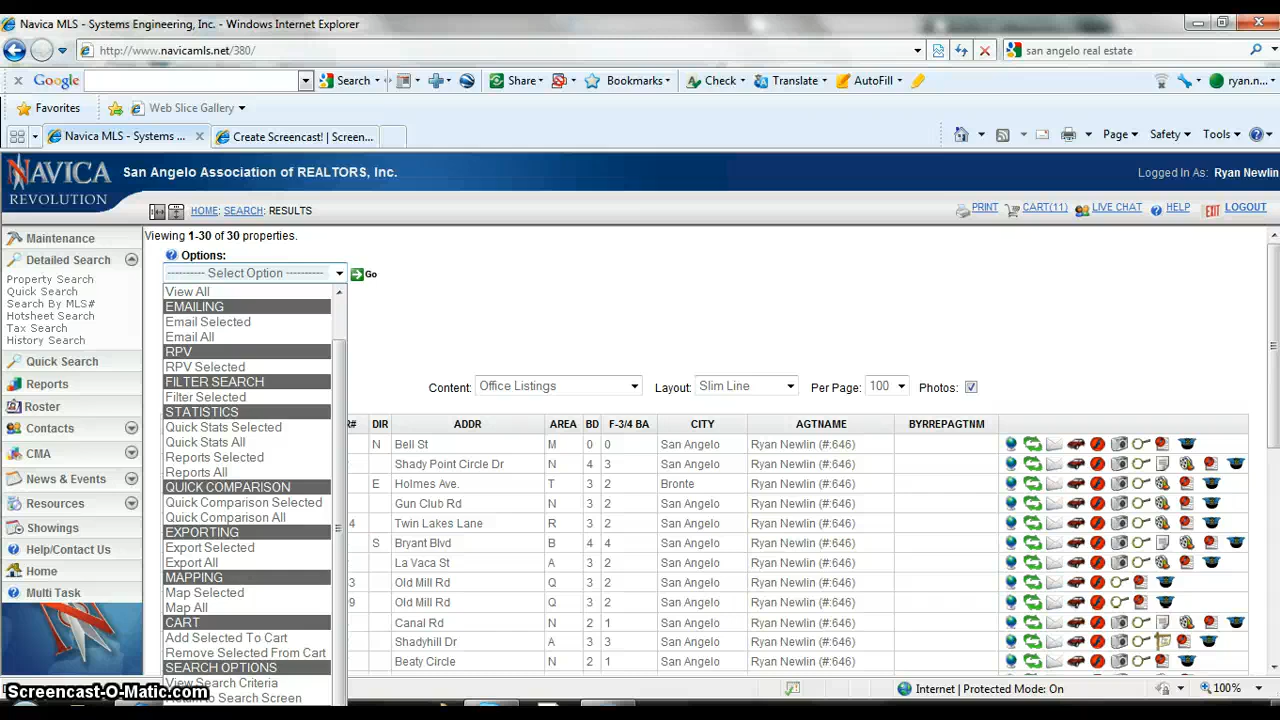 Navica MLS - Systems Engineering, Inc. - Windows Internet Explorer
http://www.navicamls.net/380/
san angelo real estate
Google
Search
Share
Bookmarks
Check
Translate
AutoFill
ryan.n...
Favorites
Web Slice Gallery
Navica MLS - Systems ...
Create Screencast! | Screen...
Page
Safety
Tools
NAVICA
REVOLUTION
San Angelo Association of REALTORS, Inc.
Logged In As: Ryan Newlin
HOME: SEARCH: RESULTS
PRINT
CART(11)
LIVE CHAT
HELP
EXIT LOGOUT
Maintenance
Detailed Search
Property Search
Quick Search
Search By MLS#
Hotsheet Search
Tax Search
History Search
Quick Search
Reports
Roster
Contacts
CMA
News & Events
Resources
Showings
Help/Contact Us
Home
Multi Task
Viewing 1-30 of 30 properties.
Options:
---------- Select Option ----------
Go
View All
EMAILING
Email Selected
Email All
RPV
RPV Selected
FILTER SEARCH
Filter Selected
STATISTICS
Quick Stats Selected
Quick Stats All
Reports Selected
Reports All
QUICK COMPARISON
Quick Comparison Selected
Quick Comparison All
EXPORTING
Export Selected
Export All
MAPPING
Map Selected
Map All
CART
Add Selected To Cart
Remove Selected From Cart
SEARCH OPTIONS
View Search Criteria
Return to Search Screen
Content: Office Listings Layout: Slim Line Per Page: 100 Photos:
R# DIR ADDR AREA BD F-3/4 BA CITY AGTNAME BYRREPAGTNM
N Bell St M 0 0 San Angelo Ryan Newlin (#:646)
Shady Point Circle Dr N 4 3 San Angelo Ryan Newlin (#:646)
E Holmes Ave. T 3 2 Bronte Ryan Newlin (#:646)
Gun Club Rd N 3 2 San Angelo Ryan Newlin (#:646)
4 Twin Lakes Lane R 3 2 San Angelo Ryan Newlin (#:646)
S Bryant Blvd B 4 4 San Angelo Ryan Newlin (#:646)
La Vaca St A 3 2 San Angelo Ryan Newlin (#:646)
3 Old Mill Rd Q 3 2 San Angelo Ryan Newlin (#:646)
9 Old Mill Rd Q 3 2 San Angelo Ryan Newlin (#:646)
Canal Rd N 2 1 San Angelo Ryan Newlin (#:646)
Shadyhill Dr A 3 3 San Angelo Ryan Newlin (#:646)
Beaty Circle N 2 1 San Angelo Ryan Newlin (#:646)
Screencast-O-Matic.com
Internet | Protected Mode: On
100%